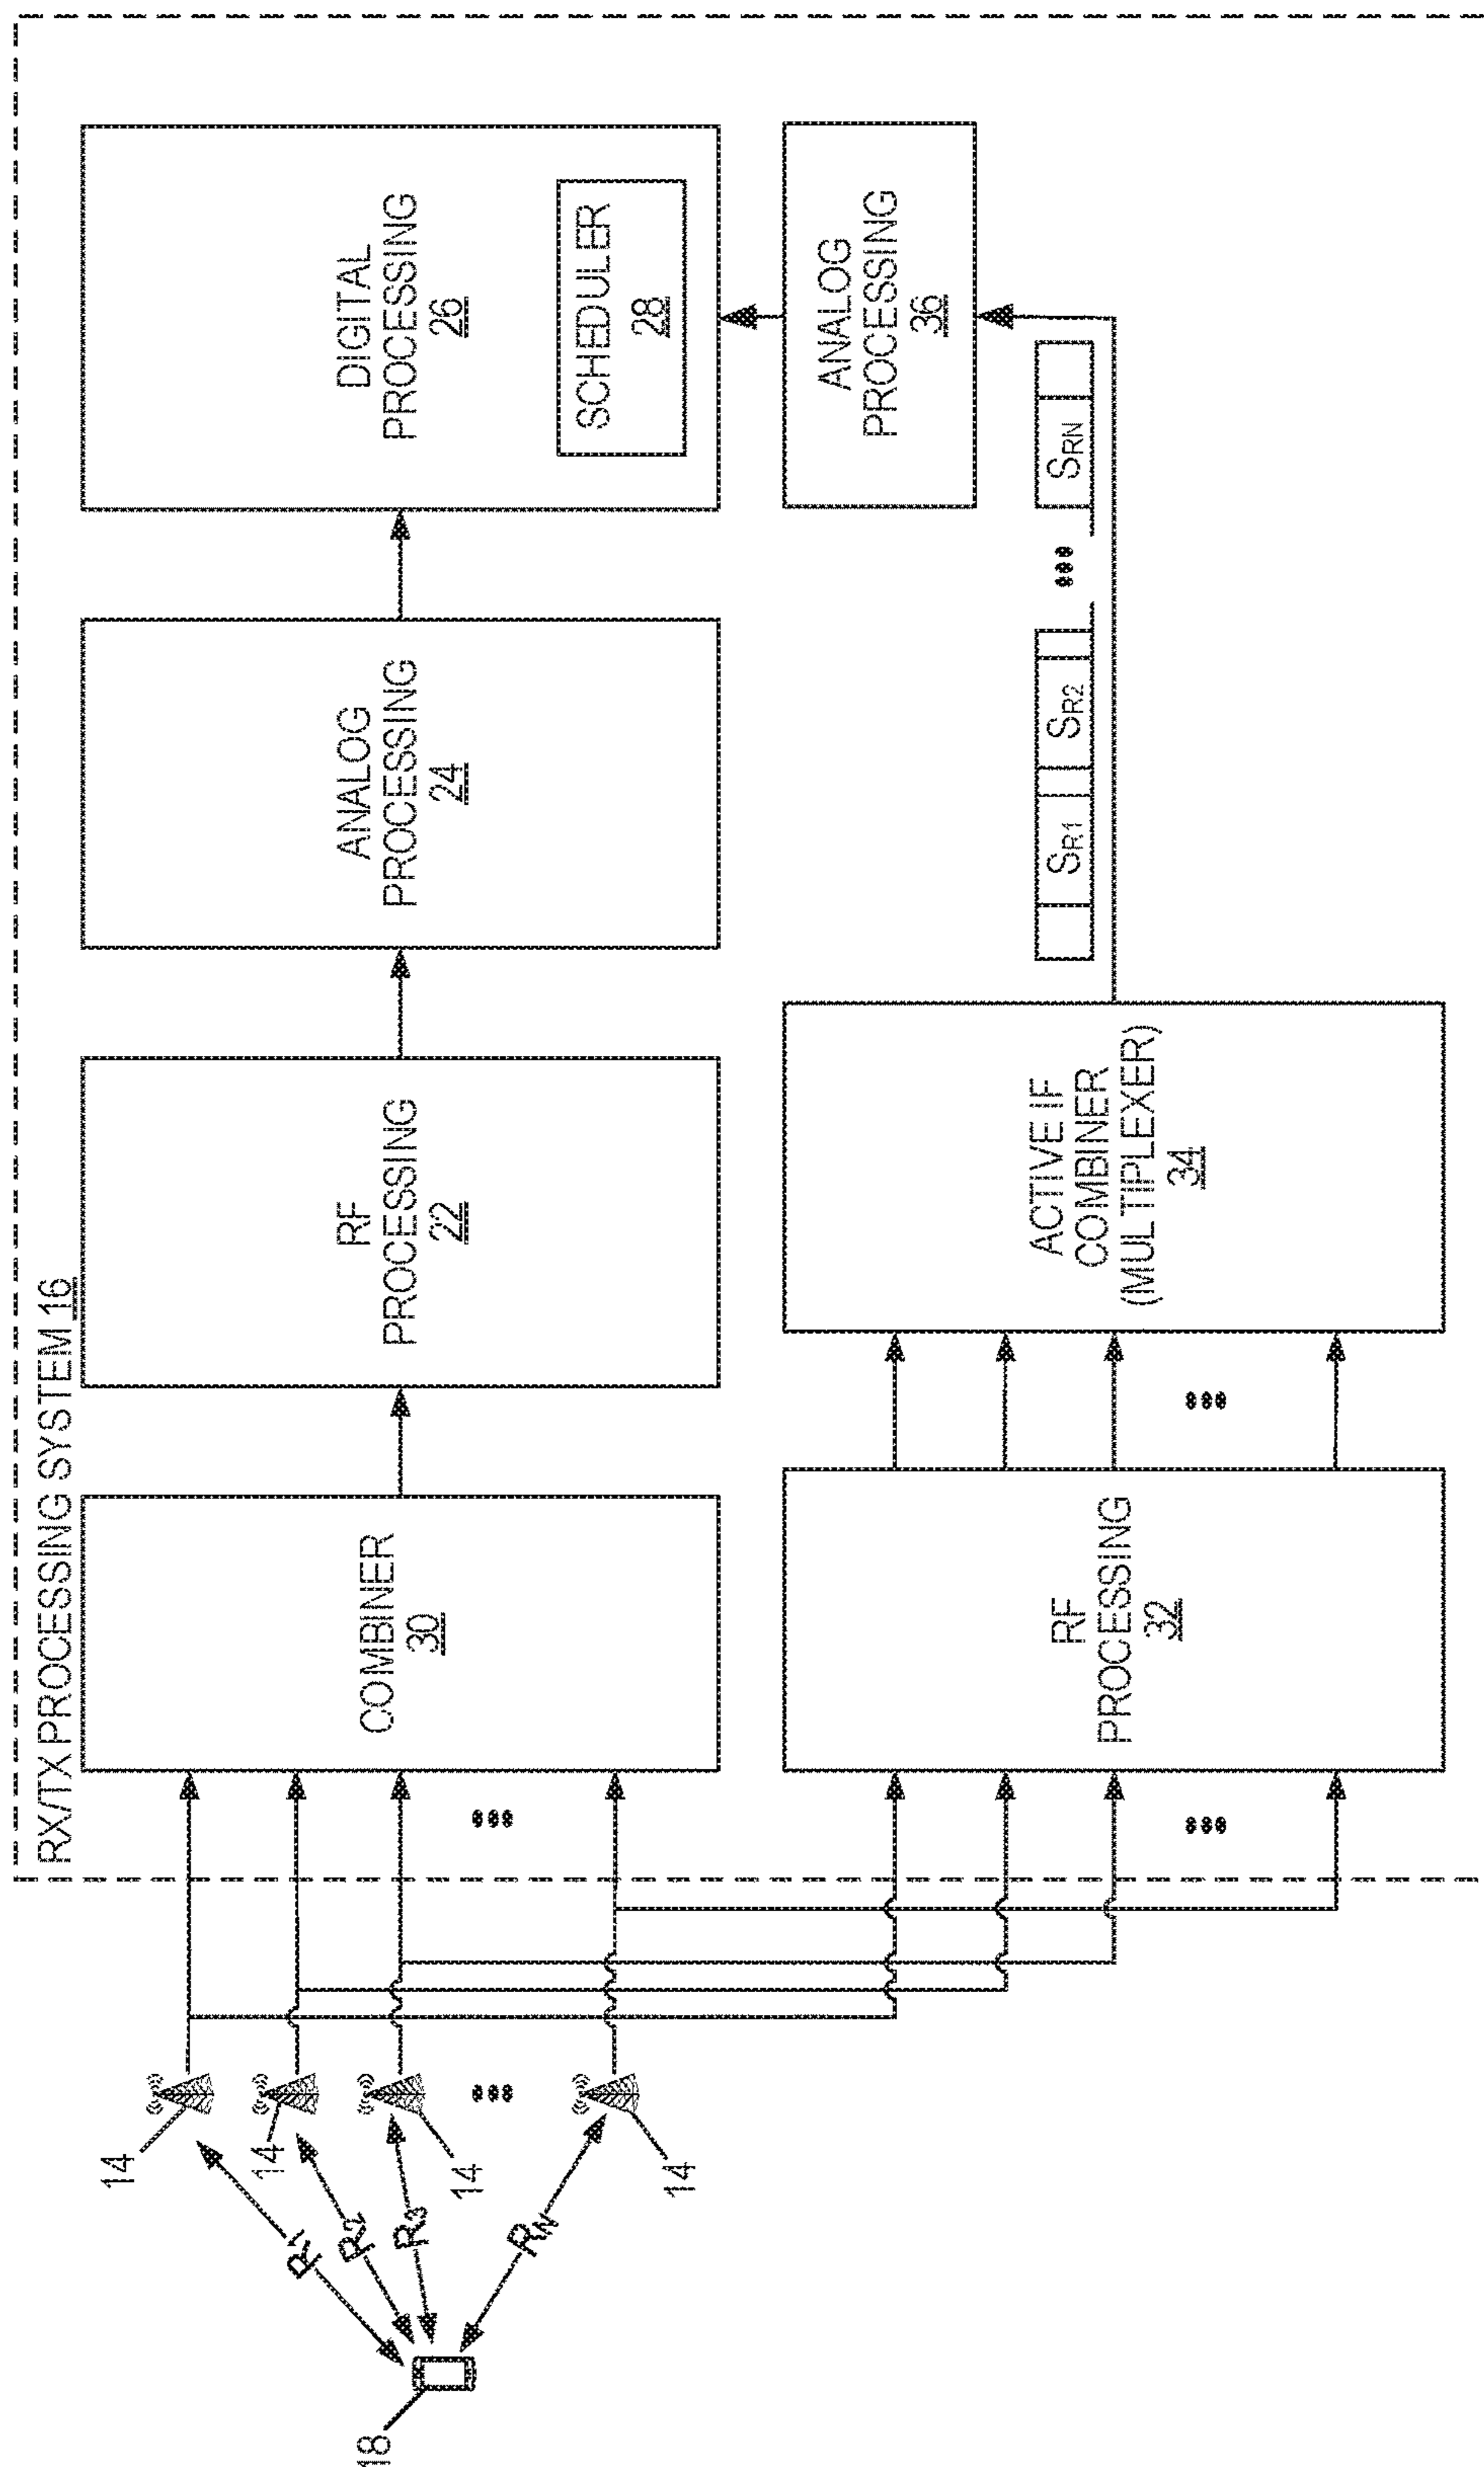 RX/TX PROCESSING SYSTEM 16
COMBINER
30
RF
PROCESSING
22
ANALOG
PROCESSING
24
DIGITAL
PROCESSING
26
SCHEDULER
28
14
14
14
14
R1
R2
R3
RN
18
RF
PROCESSING
32
ACTIVE IF
COMBINER
(MULTIPLEXER)
34
SR1
SR2
SRN
ANALOG
PROCESSING
36